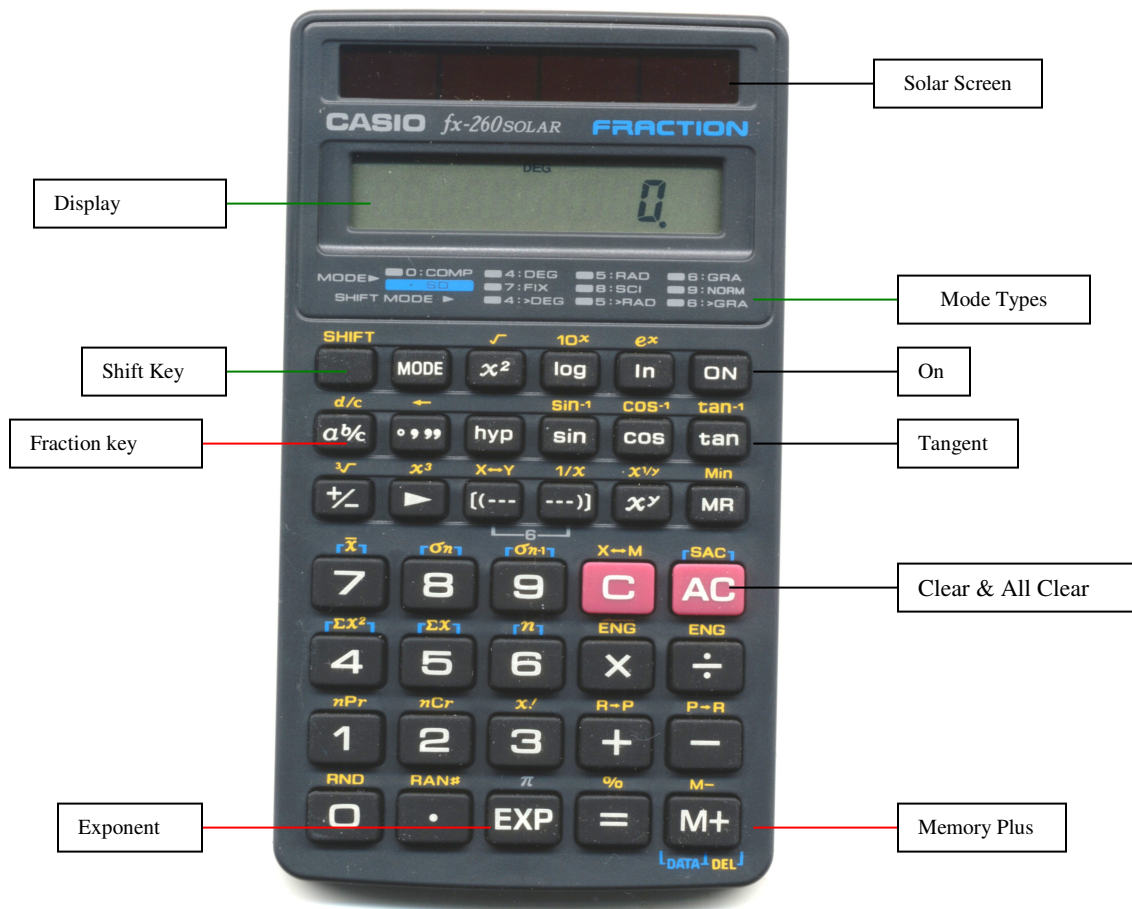 Solar Screen
CASIO fx-260SOLAR FRACTION
DEG
0.
Display
MODE► 0:COMP 4:DEG 5:RAD 6:GRA
· SD 7:FIX 8:SCI 9:NORM
SHIFT MODE ► 4:>DEG 5:>RAD 6:>GRA
Mode Types
SHIFT √ 10ˣ eˣ
Shift Key
MODE x² log ln ON
On
d/c ← sin⁻¹ cos⁻¹ tan⁻¹
Fraction key
a b/c ° ’ ” hyp sin cos tan
Tangent
³√ x³ X↔Y 1/x x¹/ʸ Min
+/− ► [(--- ---)] xʸ MR
6
x̄ σn σn-1 X↔M SAC
7 8 9 C AC
Clear & All Clear
Σx² Σx n ENG ENG
4 5 6 × ÷
nPr nCr x! R→P P→R
1 2 3 + −
RND RAN# π % M−
Exponent
0 · EXP = M+
Memory Plus
DATA DEL